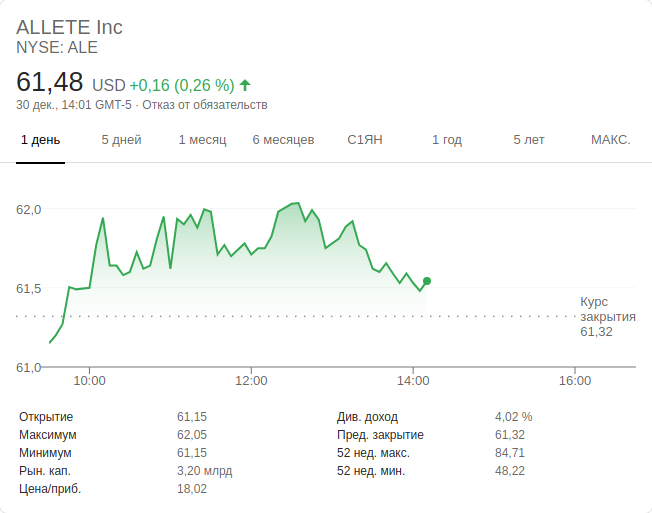 ALLETE Inc
NYSE: ALE
61,48 USD +0,16 (0,26 %)
30 дек., 14:01 GMT-5 · Отказ от обязательств
1 день 5 дней 1 месяц 6 месяцев С1ЯН 1 год 5 лет МАКС.
62,0
61,5
Курс
закрытия
61,32
61,0
10:00 12:00 14:00 16:00
Открытие 61,15 Див. доход 4,02 %
Максимум 62,05 Пред. закрытие 61,32
Минимум 61,15 52 нед. макс. 84,71
Рын. кап. 3,20 млрд 52 нед. мин. 48,22
Цена/приб. 18,02